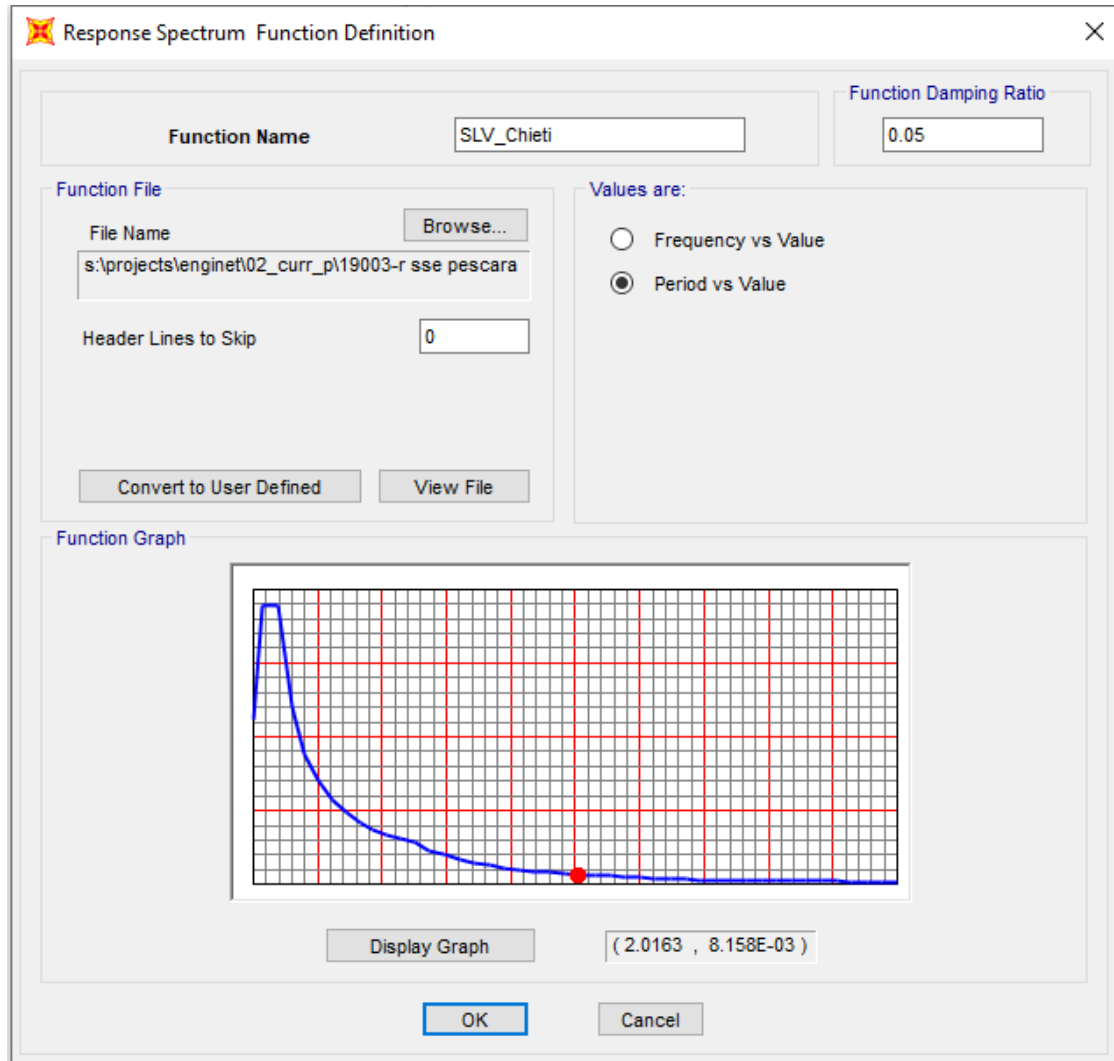 Response Spectrum Function Definition
Function Damping Ratio
Function Name
SLV_Chieti
0.05
Function File
Values are:
File Name
Browse...
Frequency vs Value
s:\projects\enginet\02_curr_p\19003-r sse pescara
Period vs Value
Header Lines to Skip
0
Convert to User Defined
View File
Function Graph
Display Graph
( 2.0163 , 8.158E-03 )
OK
Cancel